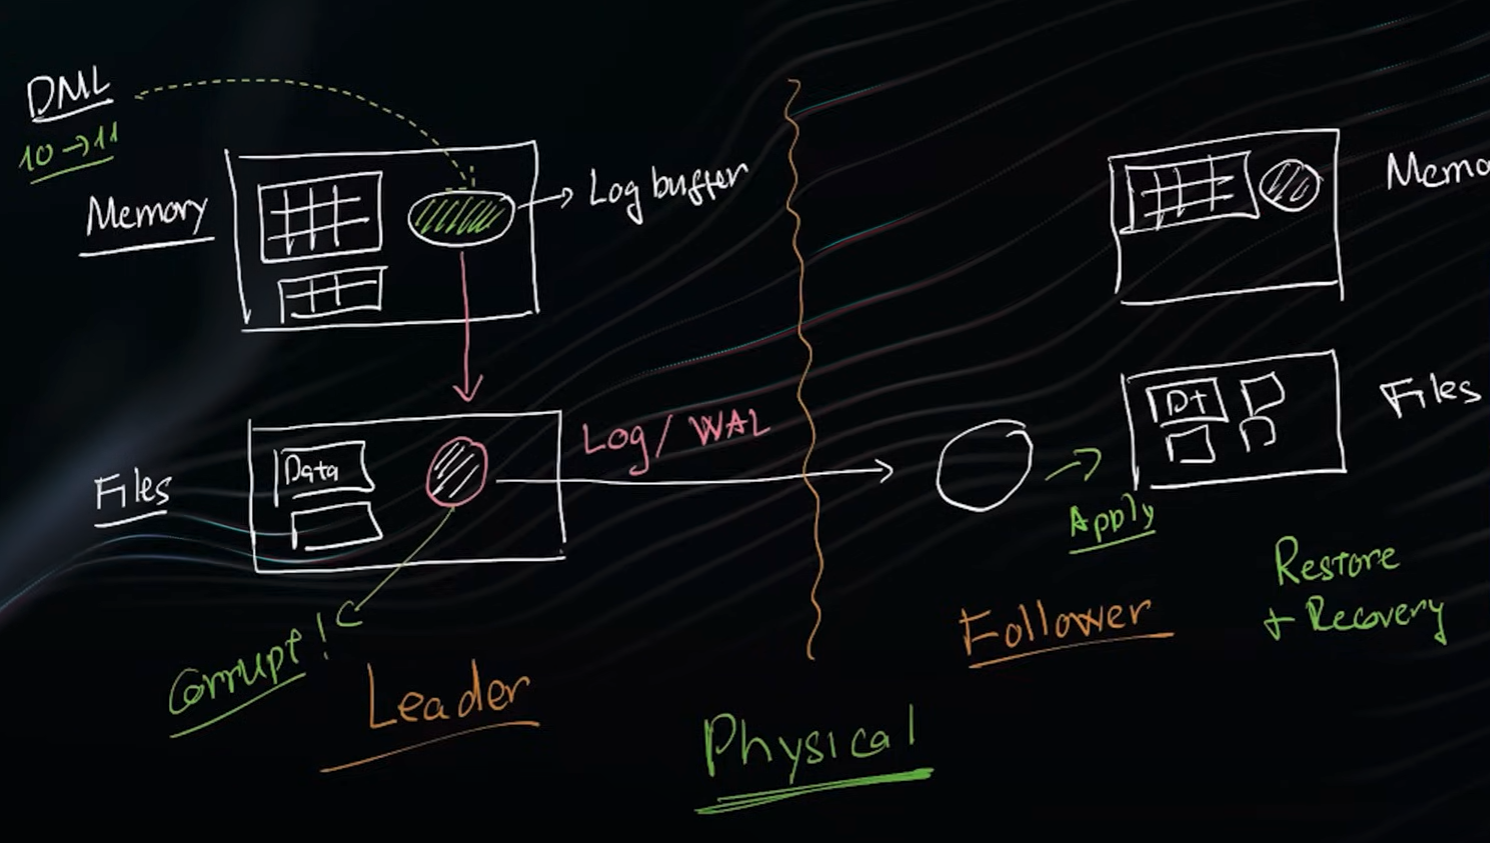 DML
10 → 11
Memory
Log buffer
Memo
Files
Data
Log / WAL
Dt
Files
Apply
Restore
+ Recovery
Corrupt!
Leader
Follower
Physical